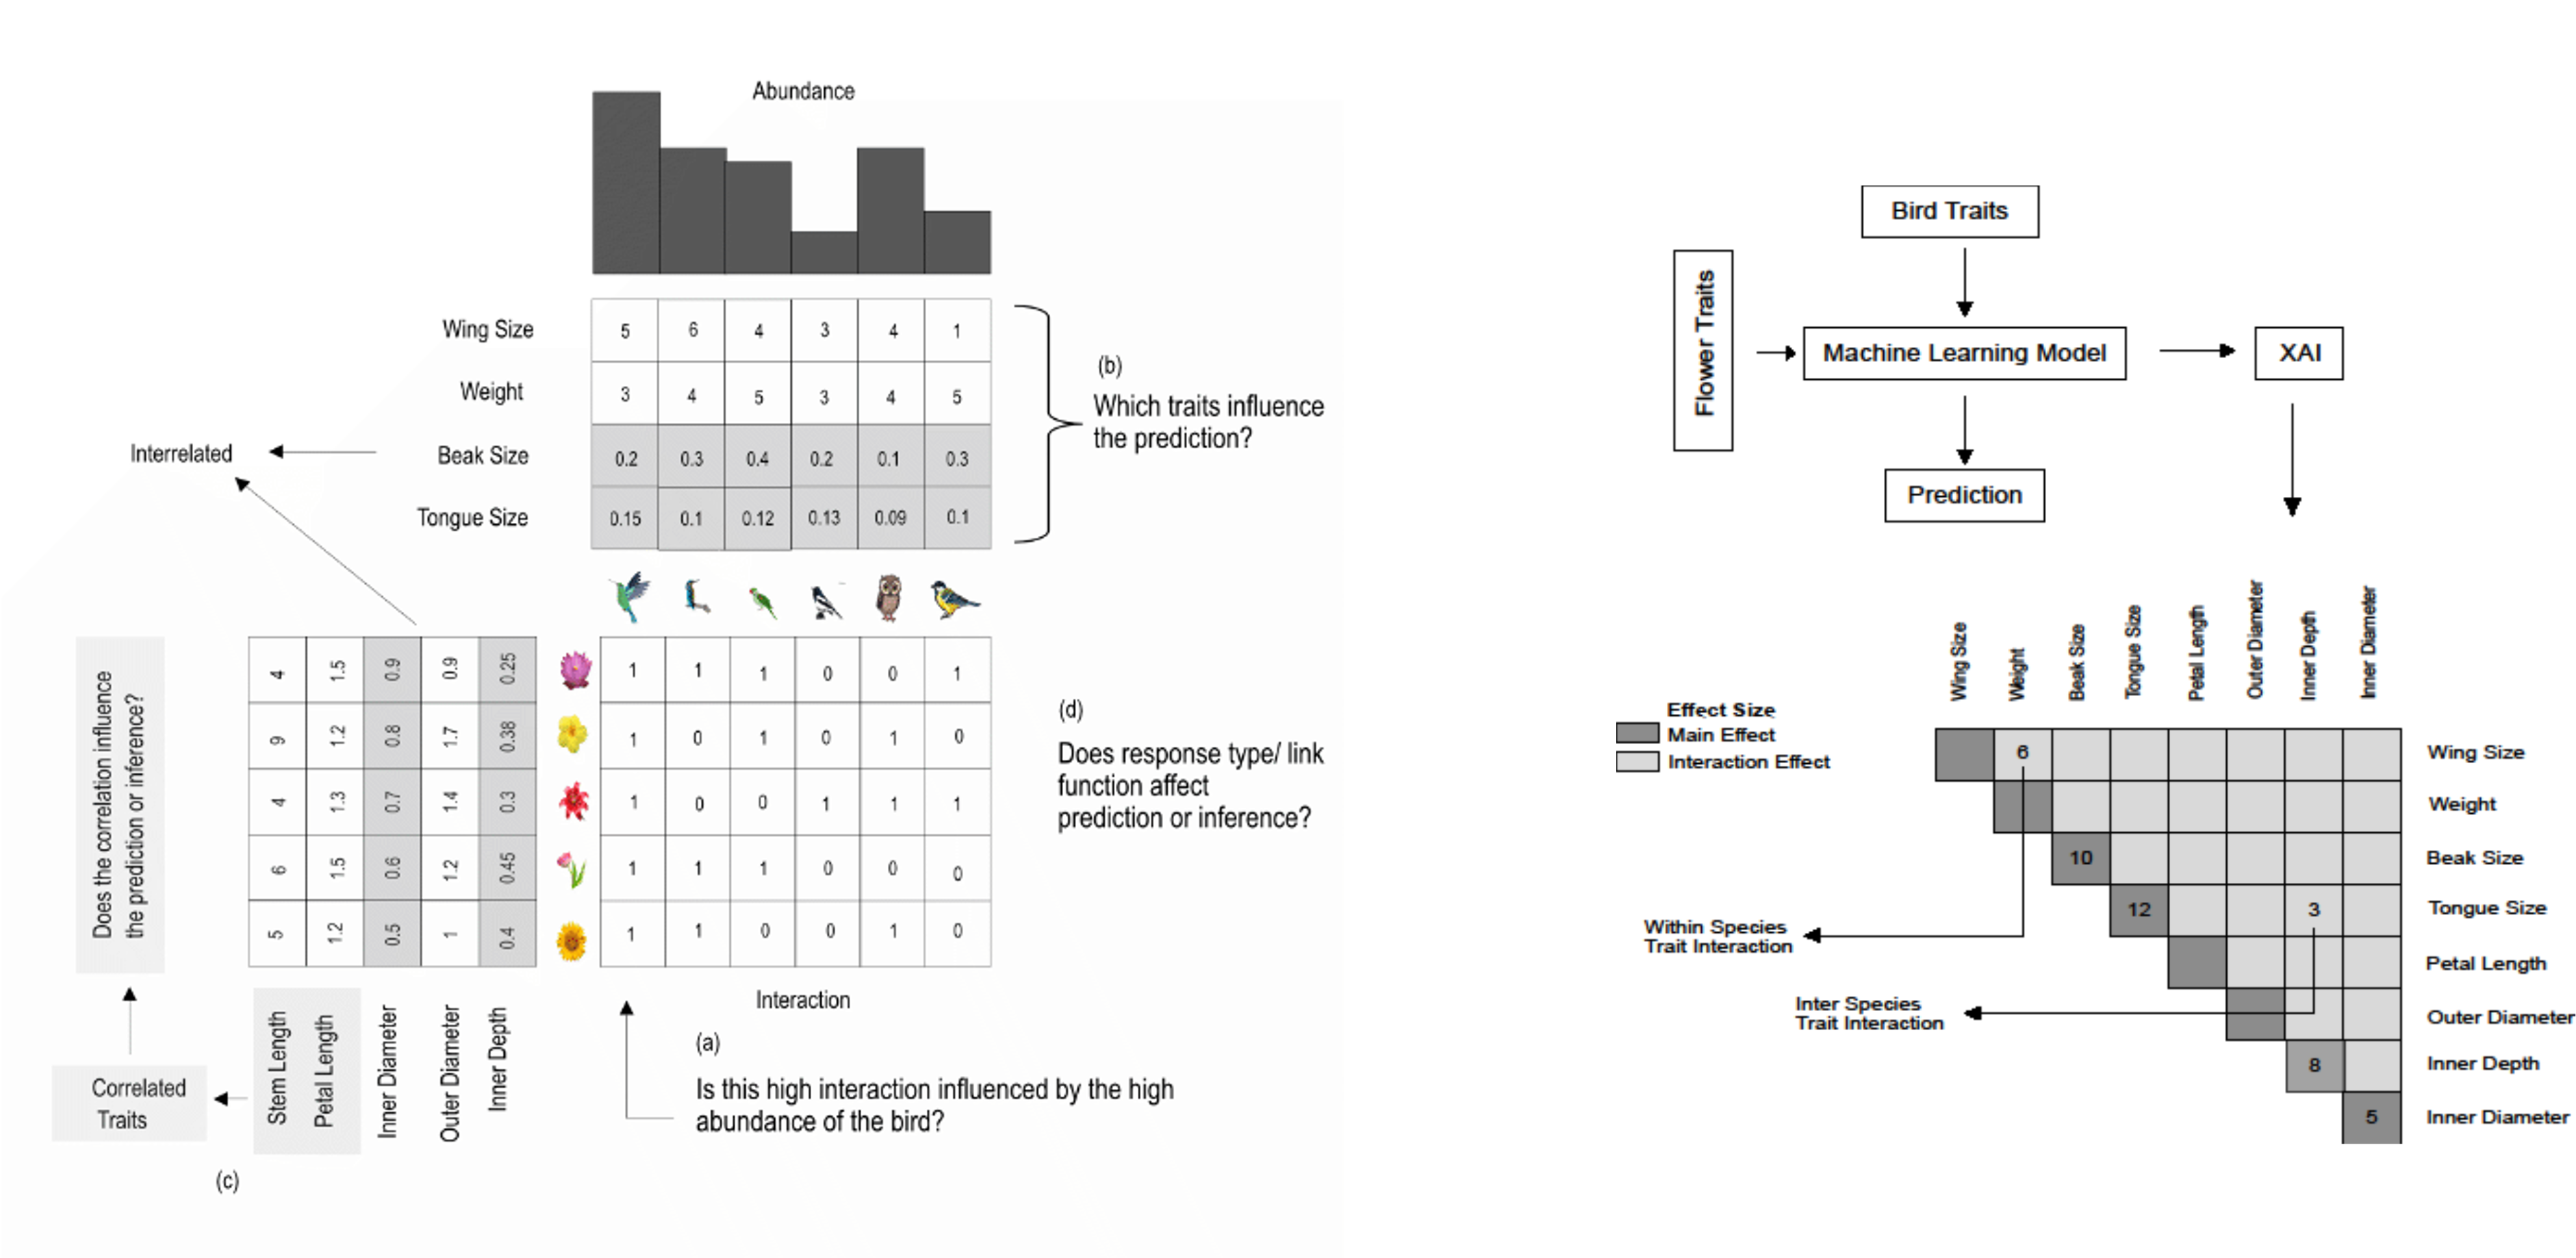 Abundance
Wing Size 5 6 4 3 4 1
Weight 3 4 5 3 4 5
Beak Size 0.2 0.3 0.4 0.2 0.1 0.3
Tongue Size 0.15 0.1 0.12 0.13 0.09 0.1
Interrelated
(b)
Which traits influence
the prediction?
Does the correlation influence
the prediction or inference?
4 1.5 0.9 0.9 0.25
9 1.2 0.8 1.7 0.38
4 1.3 0.7 1.4 0.3
6 1.5 0.6 1.2 0.45
5 1.2 0.5 1 0.4
1 1 1 0 0 1
1 0 1 0 1 0
1 0 0 1 1 1
1 1 1 0 0 0
1 1 0 0 1 0
(d)
Does response type/ link
function affect
prediction or inference?
Stem Length
Petal Length
Inner Diameter
Outer Diameter
Inner Depth
Correlated
Traits
(c)
Interaction
(a)
Is this high interaction influenced by the high
abundance of the bird?
Bird Traits
Flower Traits
Machine Learning Model
XAI
Prediction
Wing Size
Weight
Beak Size
Tongue Size
Petal Length
Outer Diameter
Inner Depth
Inner Diameter
Effect Size
Main Effect
Interaction Effect
6 Wing Size
Weight
10 Beak Size
12 3 Tongue Size
Petal Length
Outer Diameter
8 Inner Depth
5 Inner Diameter
Within Species
Trait Interaction
Inter Species
Trait Interaction